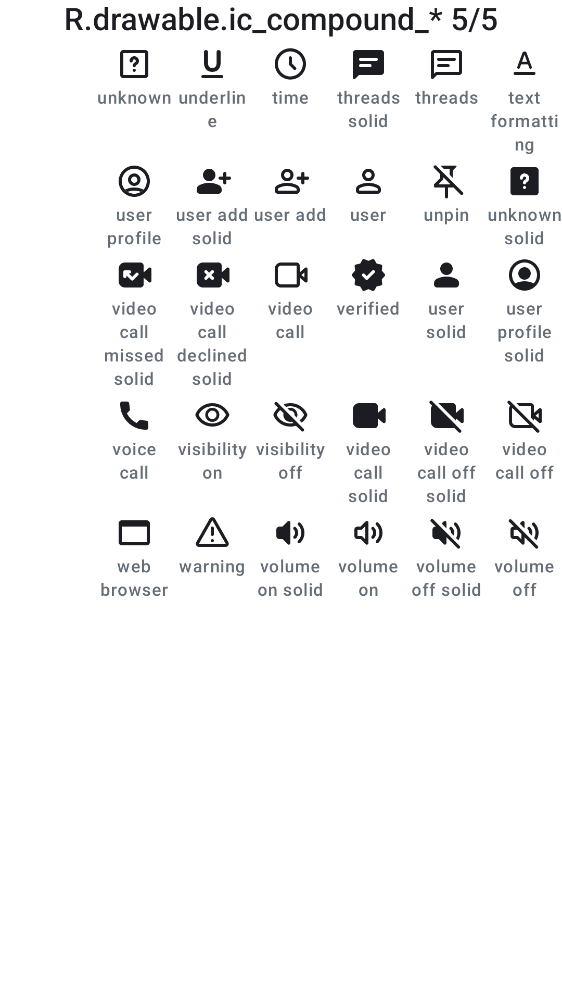 R.drawable.ic_compound_* 5/5
unknown
underlin
e
time
threads
solid
threads
text
formatti
ng
user
profile
user add
solid
user add
user
unpin
unknown
solid
video
call
missed
solid
video
call
declined
solid
video
call
verified
user
solid
user
profile
solid
voice
call
visibility
on
visibility
off
video
call
solid
video
call off
solid
video
call off
web
browser
warning
volume
on solid
volume
on
volume
off solid
volume
off